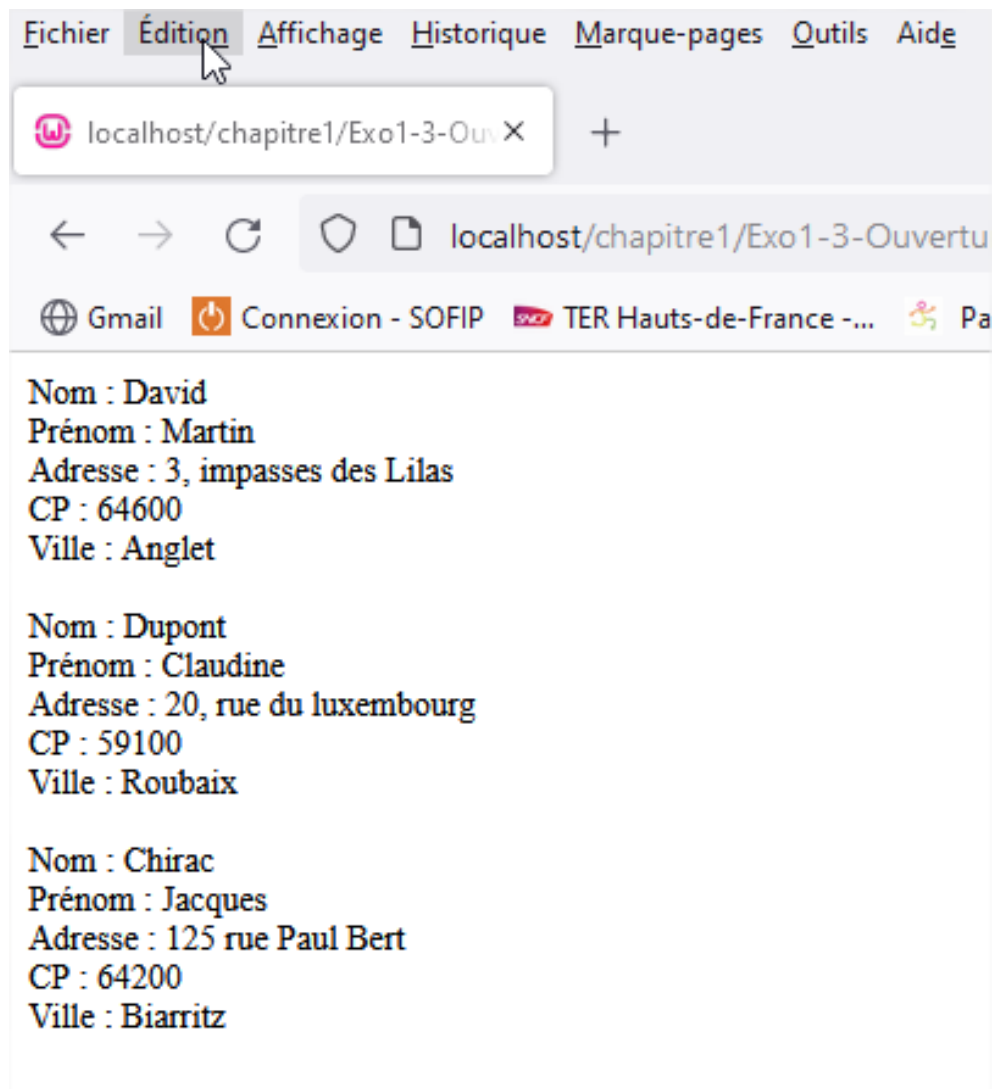 Fichier Édition Affichage Historique Marque-pages Outils Aide
localhost/chapitre1/Exo1-3-Ouv
localhost/chapitre1/Exo1-3-Ouvertu
Gmail Connexion - SOFIP SNCF TER Hauts-de-France -... Pa
Nom : David
Prénom : Martin
Adresse : 3, impasses des Lilas
CP : 64600
Ville : Anglet
Nom : Dupont
Prénom : Claudine
Adresse : 20, rue du luxembourg
CP : 59100
Ville : Roubaix
Nom : Chirac
Prénom : Jacques
Adresse : 125 rue Paul Bert
CP : 64200
Ville : Biarritz